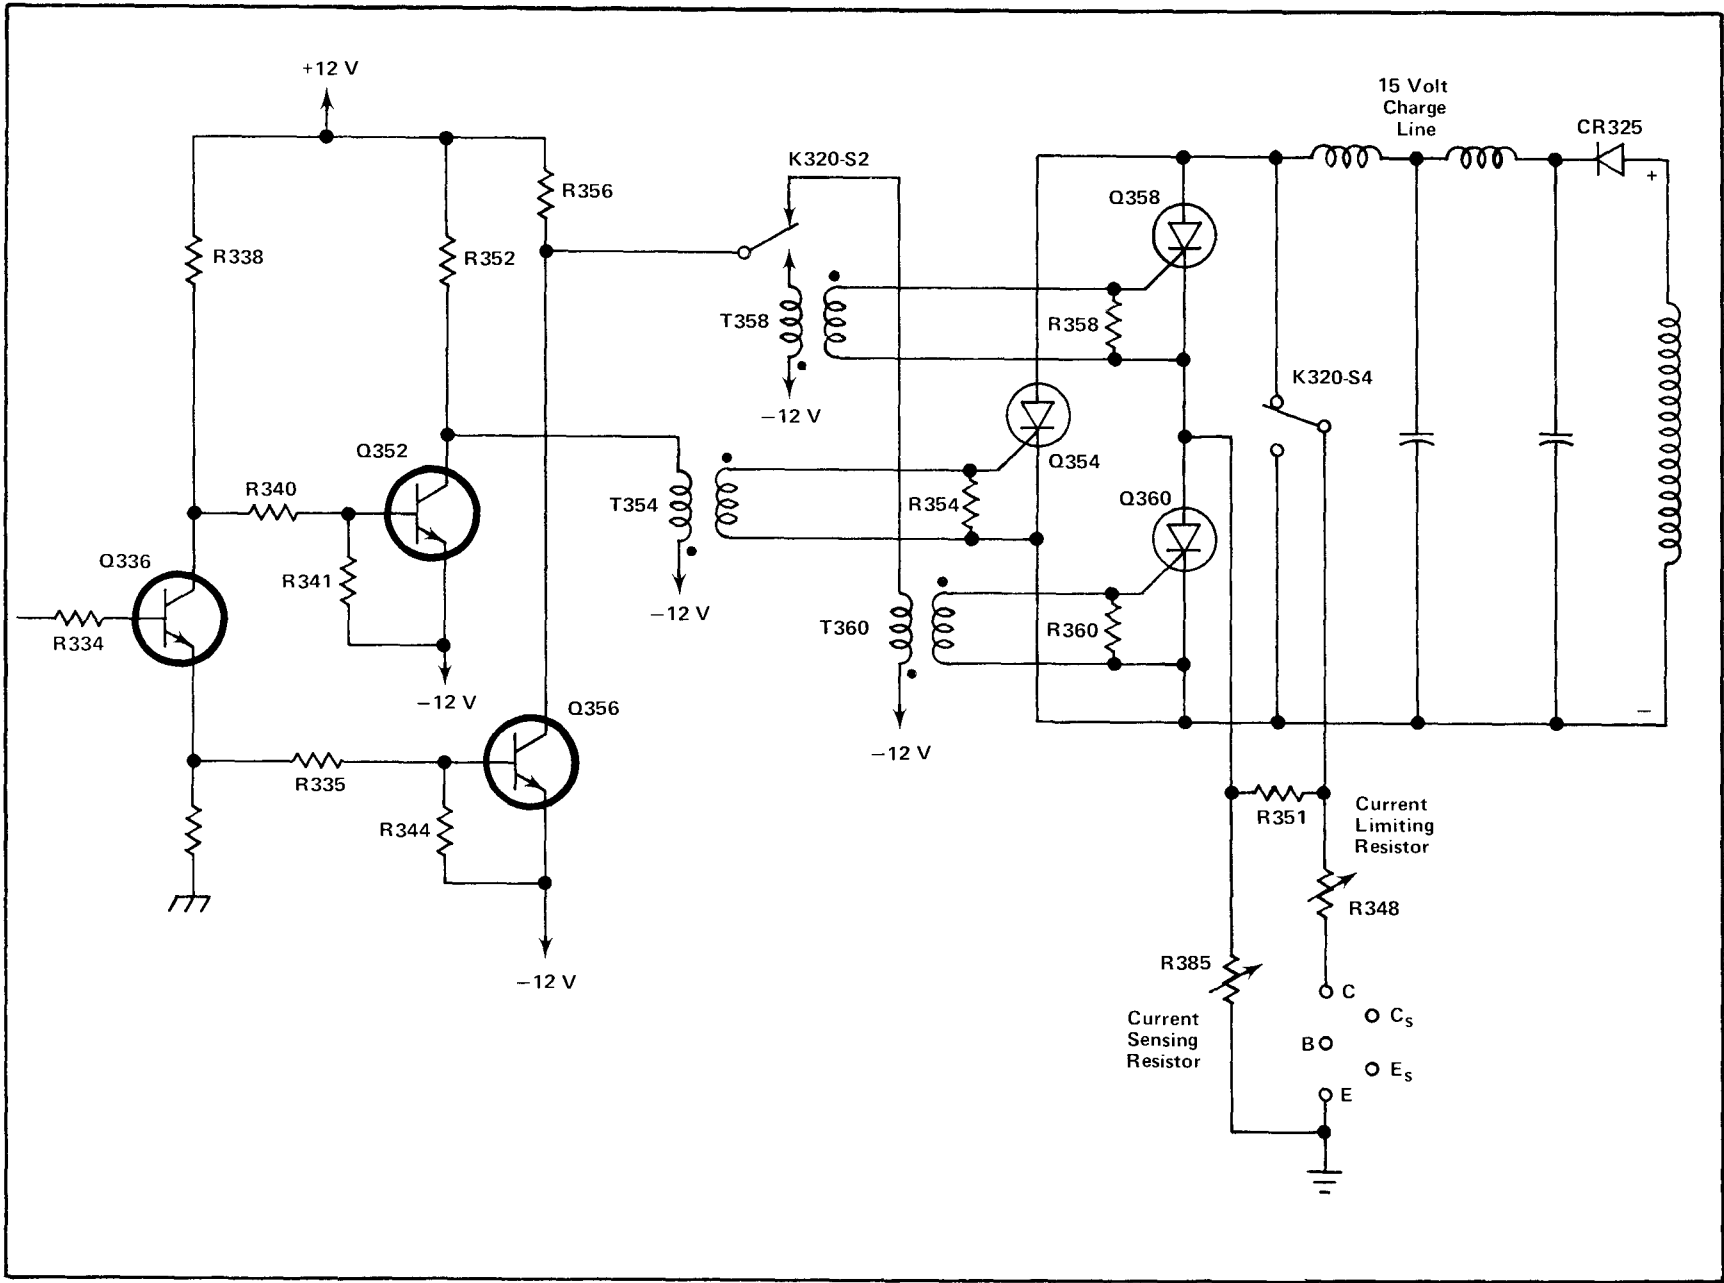 +12 V
15 Volt
Charge
Line
CR325
K320-S2
R356
Q358
+
R338
R352
T358
R358
K320-S4
−12 V
Q352
Q354
R340
T354
R354
Q360
Q336
R341
−12 V
R334
T360
R360
−12 V
Q356
−
−12 V
R335
R351
Current
Limiting
Resistor
R344
R348
R385
−12 V
C
Current
Sensing
Resistor
CS
B
ES
E